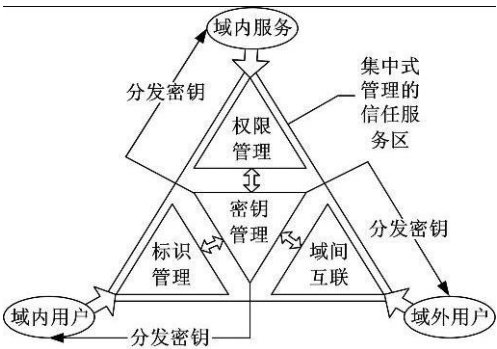 域内服务
集中式
管理的
信任服
务区
分发密钥
权限
管理
密钥
管理
分发密钥
标识
管理
域间
互联
域内用户
分发密钥
域外用户